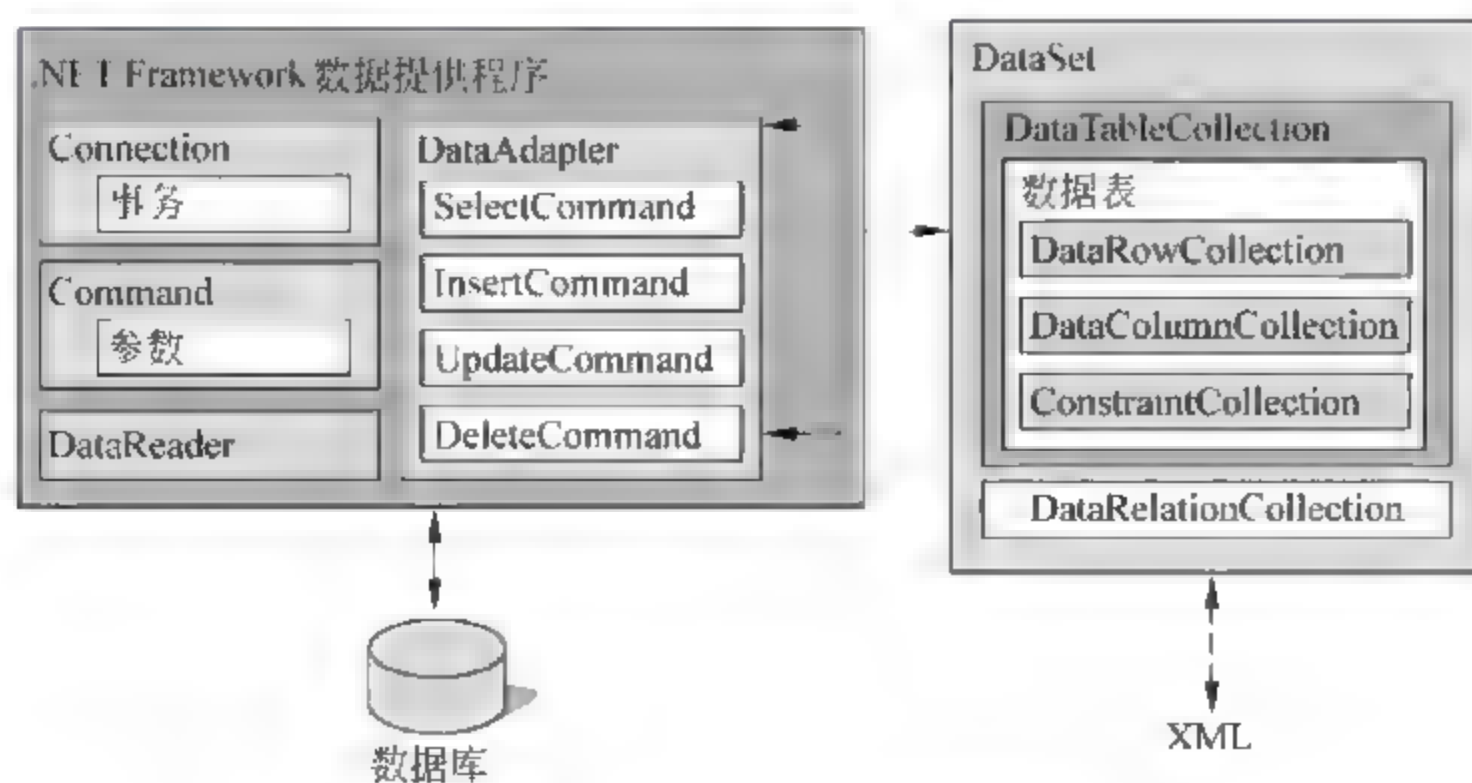 .NET Framework 数据提供程序
Connection
事务
Command
参数
DataReader
DataAdapter
SelectCommand
InsertCommand
UpdateCommand
DeleteCommand
数据库
DataSet
DataTableCollection
数据表
DataRowCollection
DataColumnCollection
ConstraintCollection
DataRelationCollection
XML